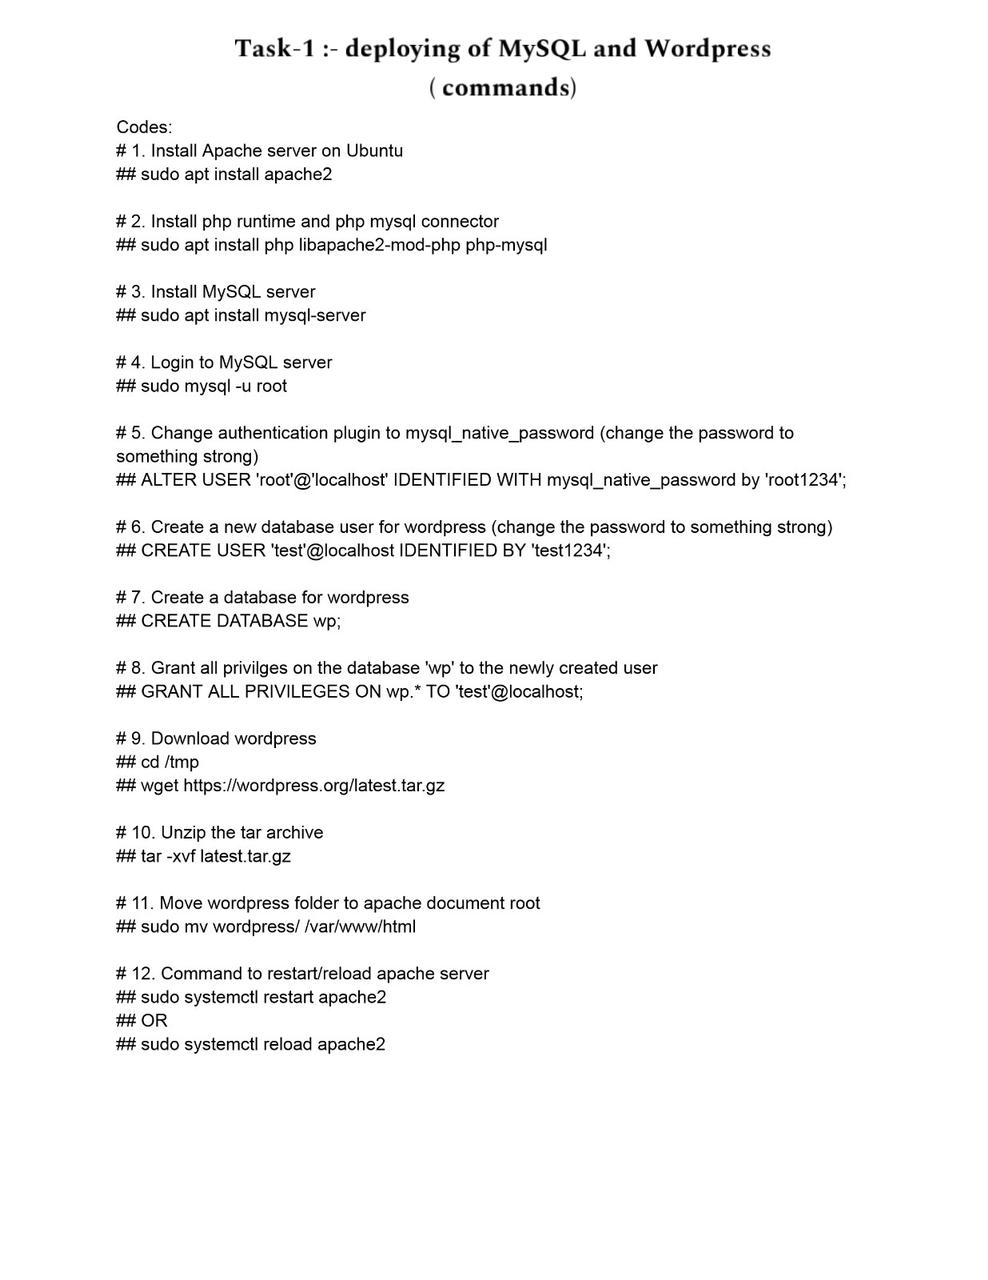 Task-1 :- deploying of MySQL and Wordpress
( commands)
Codes:
# 1. Install Apache server on Ubuntu
## sudo apt install apache2
# 2. Install php runtime and php mysql connector
## sudo apt install php libapache2-mod-php php-mysql
# 3. Install MySQL server
## sudo apt install mysql-server
# 4. Login to MySQL server
## sudo mysql -u root
# 5. Change authentication plugin to mysql_native_password (change the password to
something strong)
## ALTER USER 'root'@'localhost' IDENTIFIED WITH mysql_native_password by 'root1234';
# 6. Create a new database user for wordpress (change the password to something strong)
## CREATE USER 'test'@localhost IDENTIFIED BY 'test1234';
# 7. Create a database for wordpress
## CREATE DATABASE wp;
# 8. Grant all privilges on the database 'wp' to the newly created user
## GRANT ALL PRIVILEGES ON wp.* TO 'test'@localhost;
# 9. Download wordpress
## cd /tmp
## wget https://wordpress.org/latest.tar.gz
# 10. Unzip the tar archive
## tar -xvf latest.tar.gz
# 11. Move wordpress folder to apache document root
## sudo mv wordpress/ /var/www/html
# 12. Command to restart/reload apache server
## sudo systemctl restart apache2
## OR
## sudo systemctl reload apache2